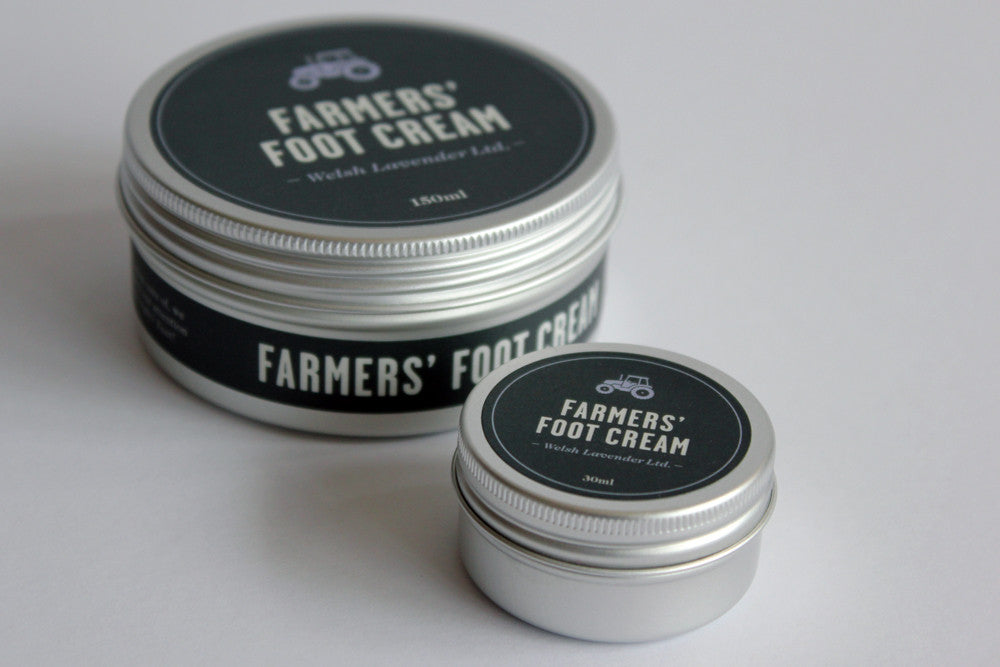 FARMERS'
FOOT CREAM
– Welsh Lavender Ltd. –
150ml
FARMERS' FOOT CREAM
FARMERS'
FOOT CREAM
– Welsh Lavender Ltd. –
30ml